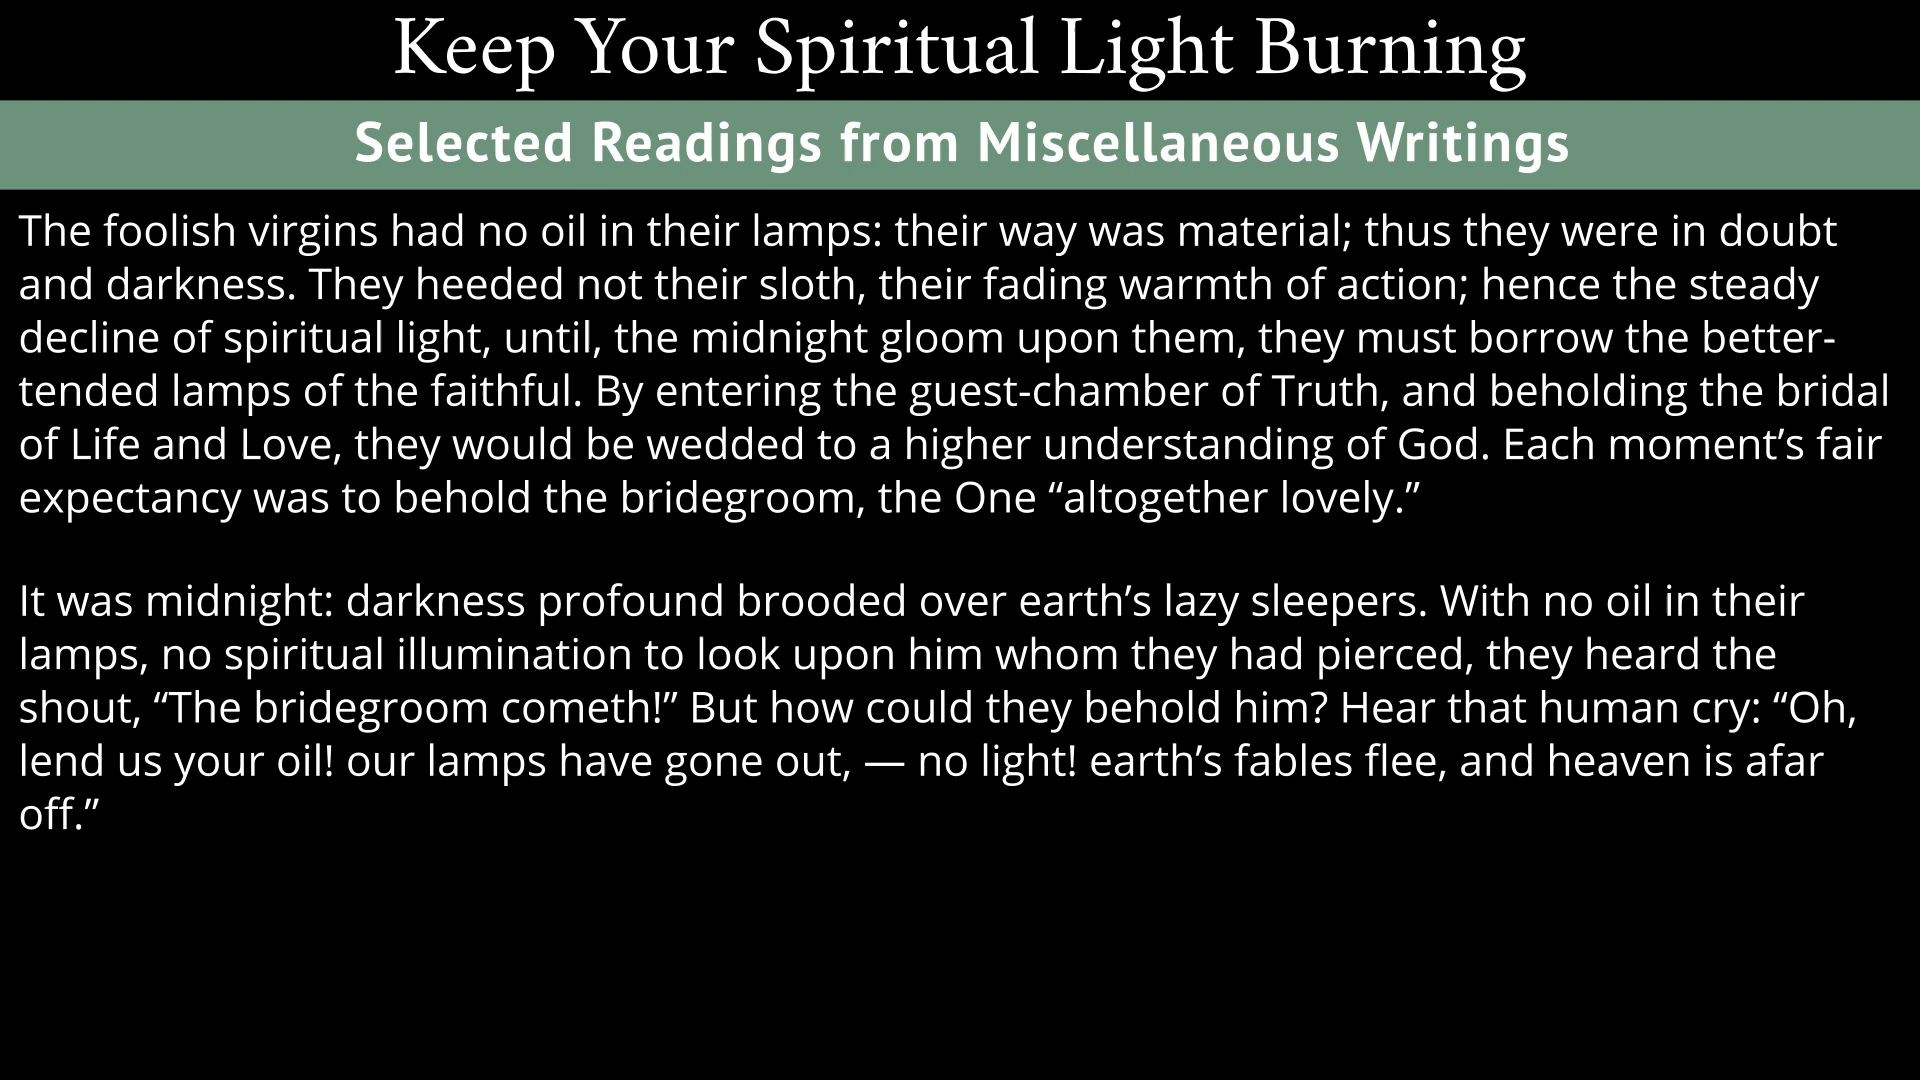 Keep Your Spiritual Light Burning
Selected Readings from Miscellaneous Writings
The foolish virgins had no oil in their lamps: their way was material; thus they were in doubt
and darkness. They heeded not their sloth, their fading warmth of action; hence the steady
decline of spiritual light, until, the midnight gloom upon them, they must borrow the better-
tended lamps of the faithful. By entering the guest-chamber of Truth, and beholding the bridal
of Life and Love, they would be wedded to a higher understanding of God. Each moment’s fair
expectancy was to behold the bridegroom, the One “altogether lovely.”
It was midnight: darkness profound brooded over earth’s lazy sleepers. With no oil in their
lamps, no spiritual illumination to look upon him whom they had pierced, they heard the
shout, “The bridegroom cometh!” But how could they behold him? Hear that human cry: “Oh,
lend us your oil! our lamps have gone out, — no light! earth’s fables flee, and heaven is afar
off.”